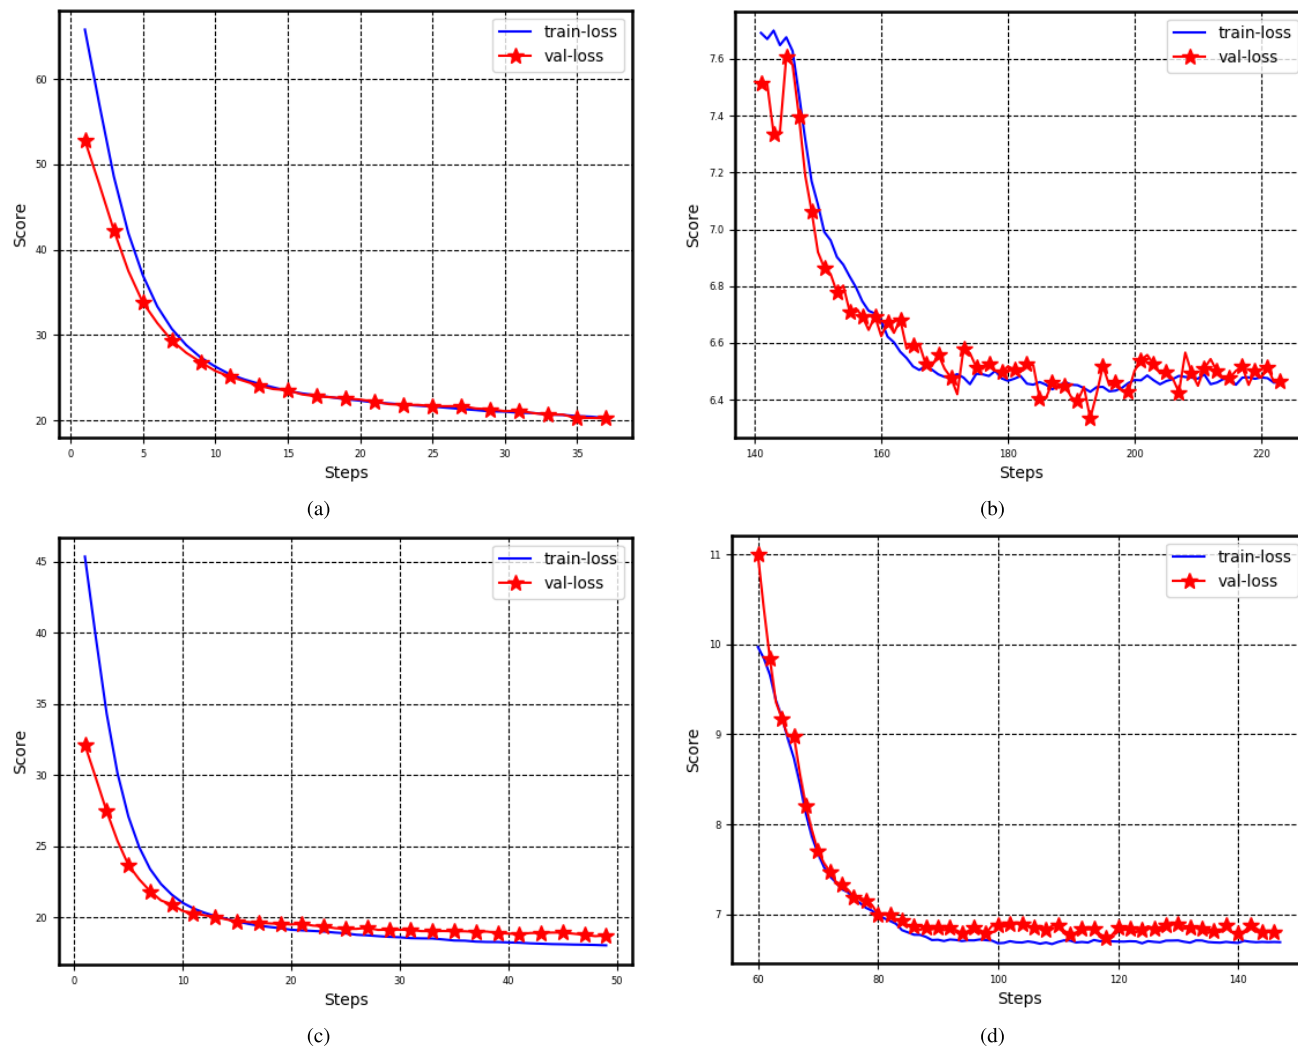 train-loss
val-loss
60
50
40
30
20
0 5 10 15 20 25 30 35
Score
Steps
(a)
train-loss
val-loss
7.6
7.4
7.2
7.0
6.8
6.6
6.4
140 160 180 200 220
Score
Steps
(b)
train-loss
val-loss
45
40
35
30
25
20
0 10 20 30 40 50
Score
Steps
(c)
train-loss
val-loss
11
10
9
8
7
60 80 100 120 140
Score
Steps
(d)